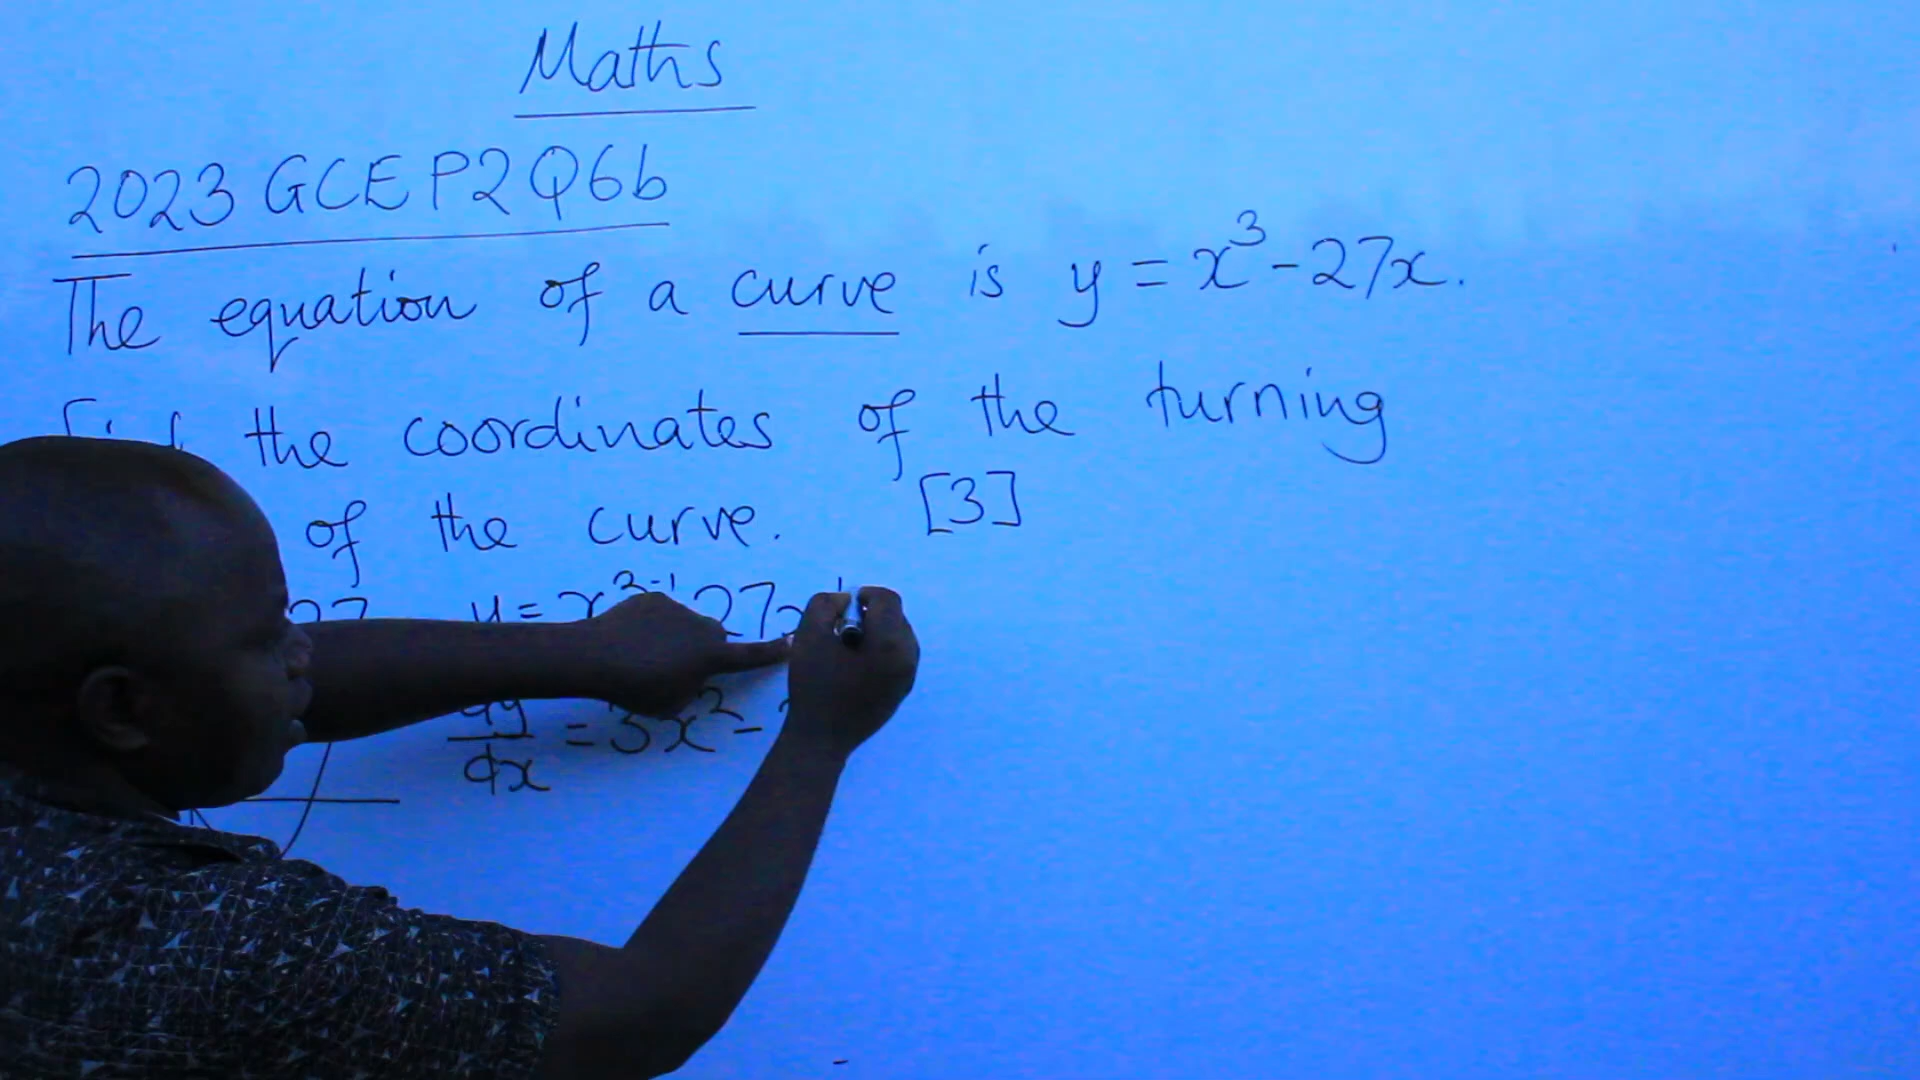 Maths
2023 GCE P2 Q6b
The equation of a curve is y = x³ - 27x.
the coordinates of the turning
of the curve. [3]
27 y = x³⁻¹ 27x
dy/dx = 3x² -